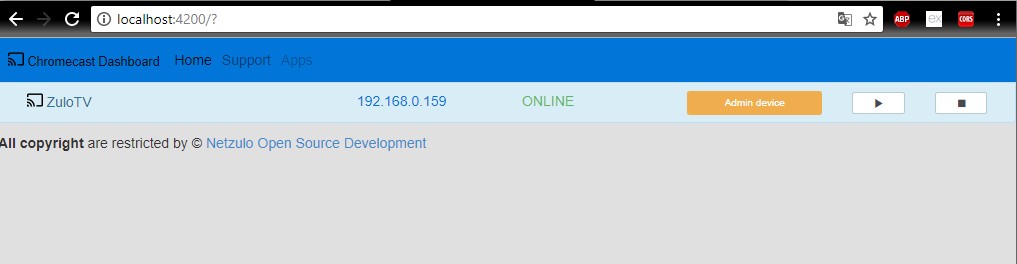 localhost:4200/?
ABP ex CORS
Chromecast Dashboard Home Support Apps
ZuloTV 192.168.0.159 ONLINE Admin device
All copyright are restricted by © Netzulo Open Source Development